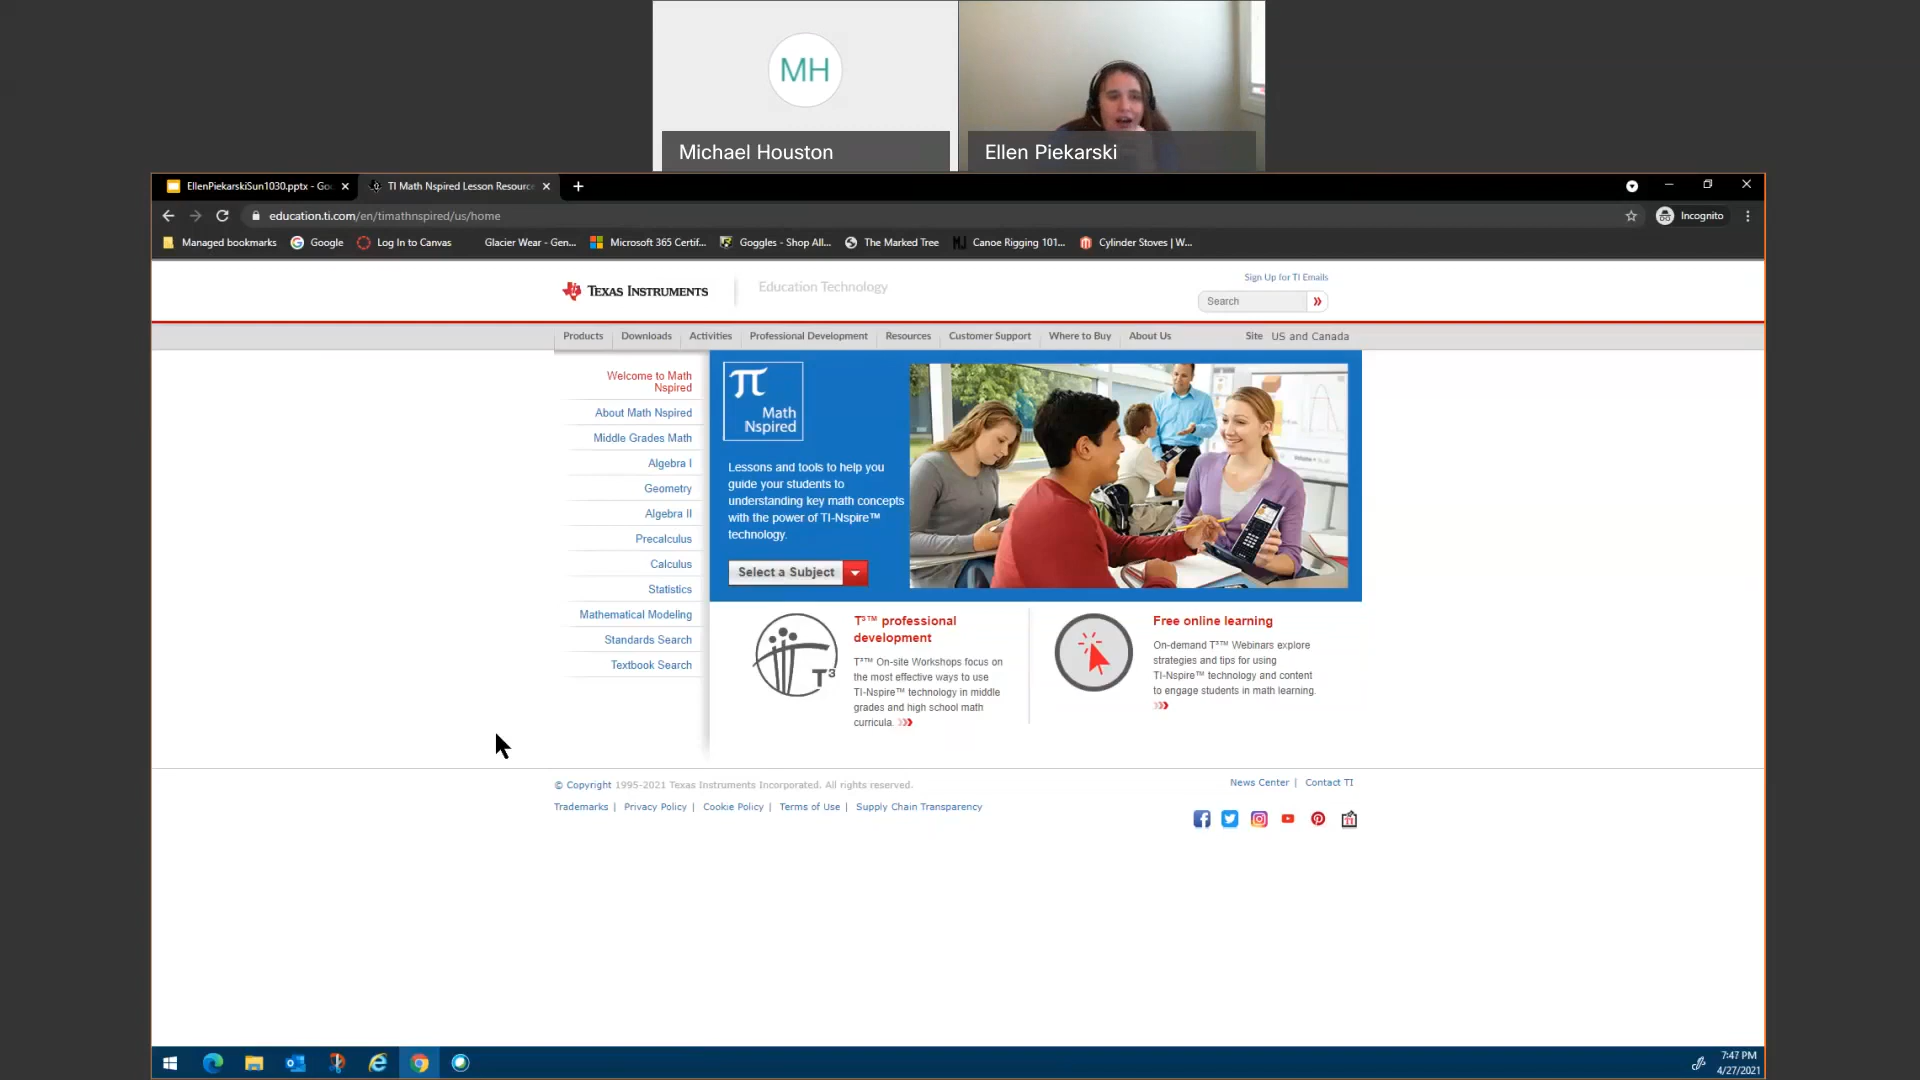 MH
Michael Houston
Ellen Piekarski
EllenPiekarskiSun1030.pptx - Go
TI Math Nspired Lesson Resource
education.ti.com/en/timathnspired/us/home
Incognito
Managed bookmarks
Google
Log In to Canvas
Glacier Wear - Gen...
Microsoft 365 Certif...
Goggles - Shop All...
The Marked Tree
Canoe Rigging 101...
Cylinder Stoves | W...
Sign Up for TI Emails
TEXAS INSTRUMENTS
Education Technology
Search
Products
Downloads
Activities
Professional Development
Resources
Customer Support
Where to Buy
About Us
Site US and Canada
Welcome to Math
Nspired
About Math Nspired
Middle Grades Math
Algebra I
Geometry
Algebra II
Precalculus
Calculus
Statistics
Mathematical Modeling
Standards Search
Textbook Search
π
Math
Nspired
Lessons and tools to help you
guide your students to
understanding key math concepts
with the power of TI-Nspire™
technology.
Select a Subject
T³
T³™ professional
development
T³™ On-site Workshops focus on
the most effective ways to use
TI-Nspire™ technology in middle
grades and high school math
curricula.
Free online learning
On-demand T³™ Webinars explore
strategies and tips for using
TI-Nspire™ technology and content
to engage students in math learning.
© Copyright 1995-2021 Texas Instruments Incorporated. All rights reserved.
News Center | Contact TI
Trademarks | Privacy Policy | Cookie Policy | Terms of Use | Supply Chain Transparency
7:47 PM
4/27/2021